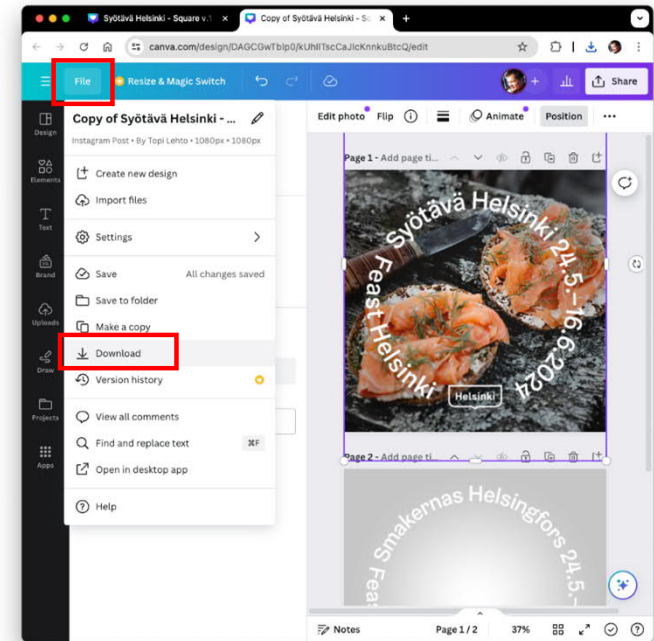 Syötävä Helsinki - Square v.1
Copy of Syötävä Helsinki - Sc
canva.com/design/DAGCGwTbIp0/kUhIITscCaJIcKnnkuBtcQ/edit
File
Resize & Magic Switch
Share
Design
Elements
Text
Brand
Uploads
Draw
Projects
Apps
Copy of Syötävä Helsinki - ...
Instagram Post • By Topi Lehto • 1080px × 1080px
Create new design
Import files
Settings
Save
All changes saved
Save to folder
Make a copy
Download
Version history
View all comments
Find and replace text
⌘F
Open in desktop app
Help
Edit photo
Flip
Animate
Position
Page 1 - Add page ti...
Syötävä Helsinki 24.5.–16.6.2024
Feast Helsinki
Helsinki
Page 2 - Add page ti...
Smakernas Helsingfors 24.5.–
Feas
Notes
Page 1 / 2
37%